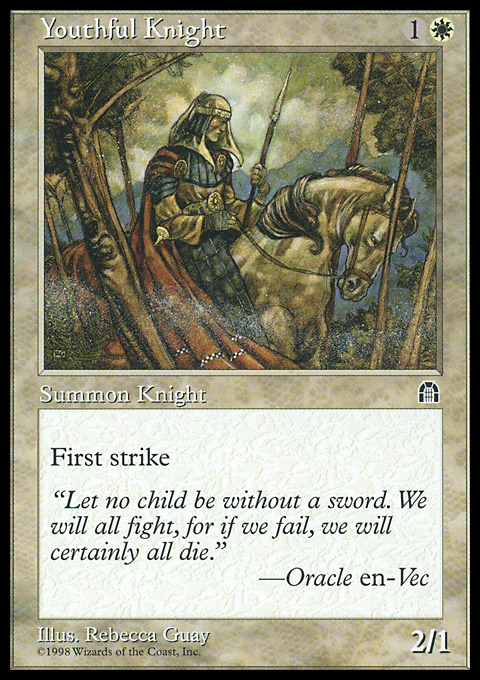 Youthful Knight 1
Summon Knight
First strike
“Let no child be without a sword. We
will all fight, for if we fail, we will
certainly all die.”
—Oracle en-Vec
Illus. Rebecca Guay
©1998 Wizards of the Coast, Inc.
2/1